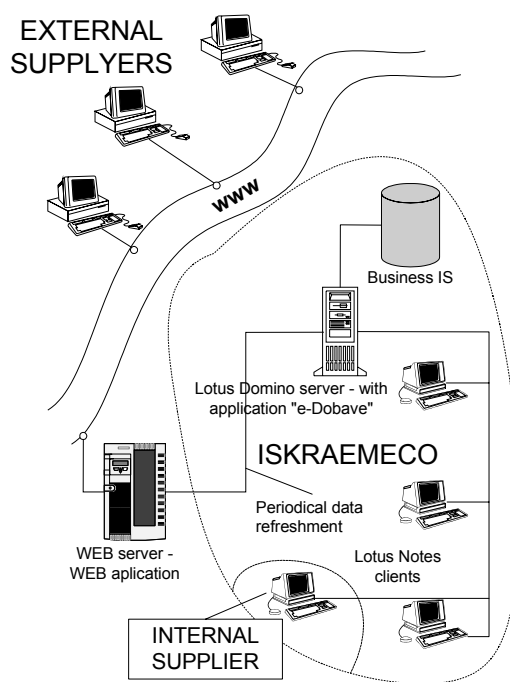 EXTERNAL
SUPPLYERS
www
Business IS
Lotus Domino server - with
application "e-Dobave"
ISKRAEMECO
Periodical data
refreshment
WEB server -
WEB aplication
Lotus Notes
clients
INTERNAL
SUPPLIER